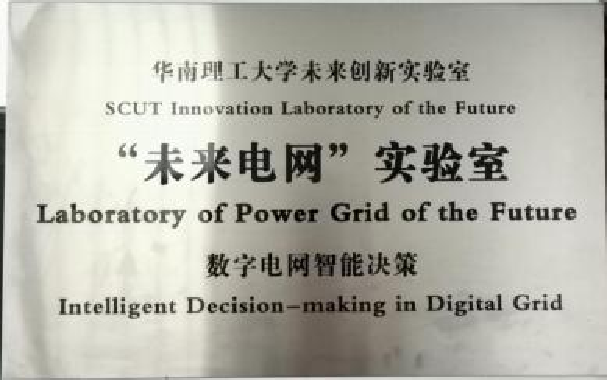 华南理工大学未来创新实验室
SCUT Innovation Laboratory of the Future
“未来电网”实验室
Laboratory of Power Grid of the Future
数字电网智能决策
Intelligent Decision-making in Digital Grid